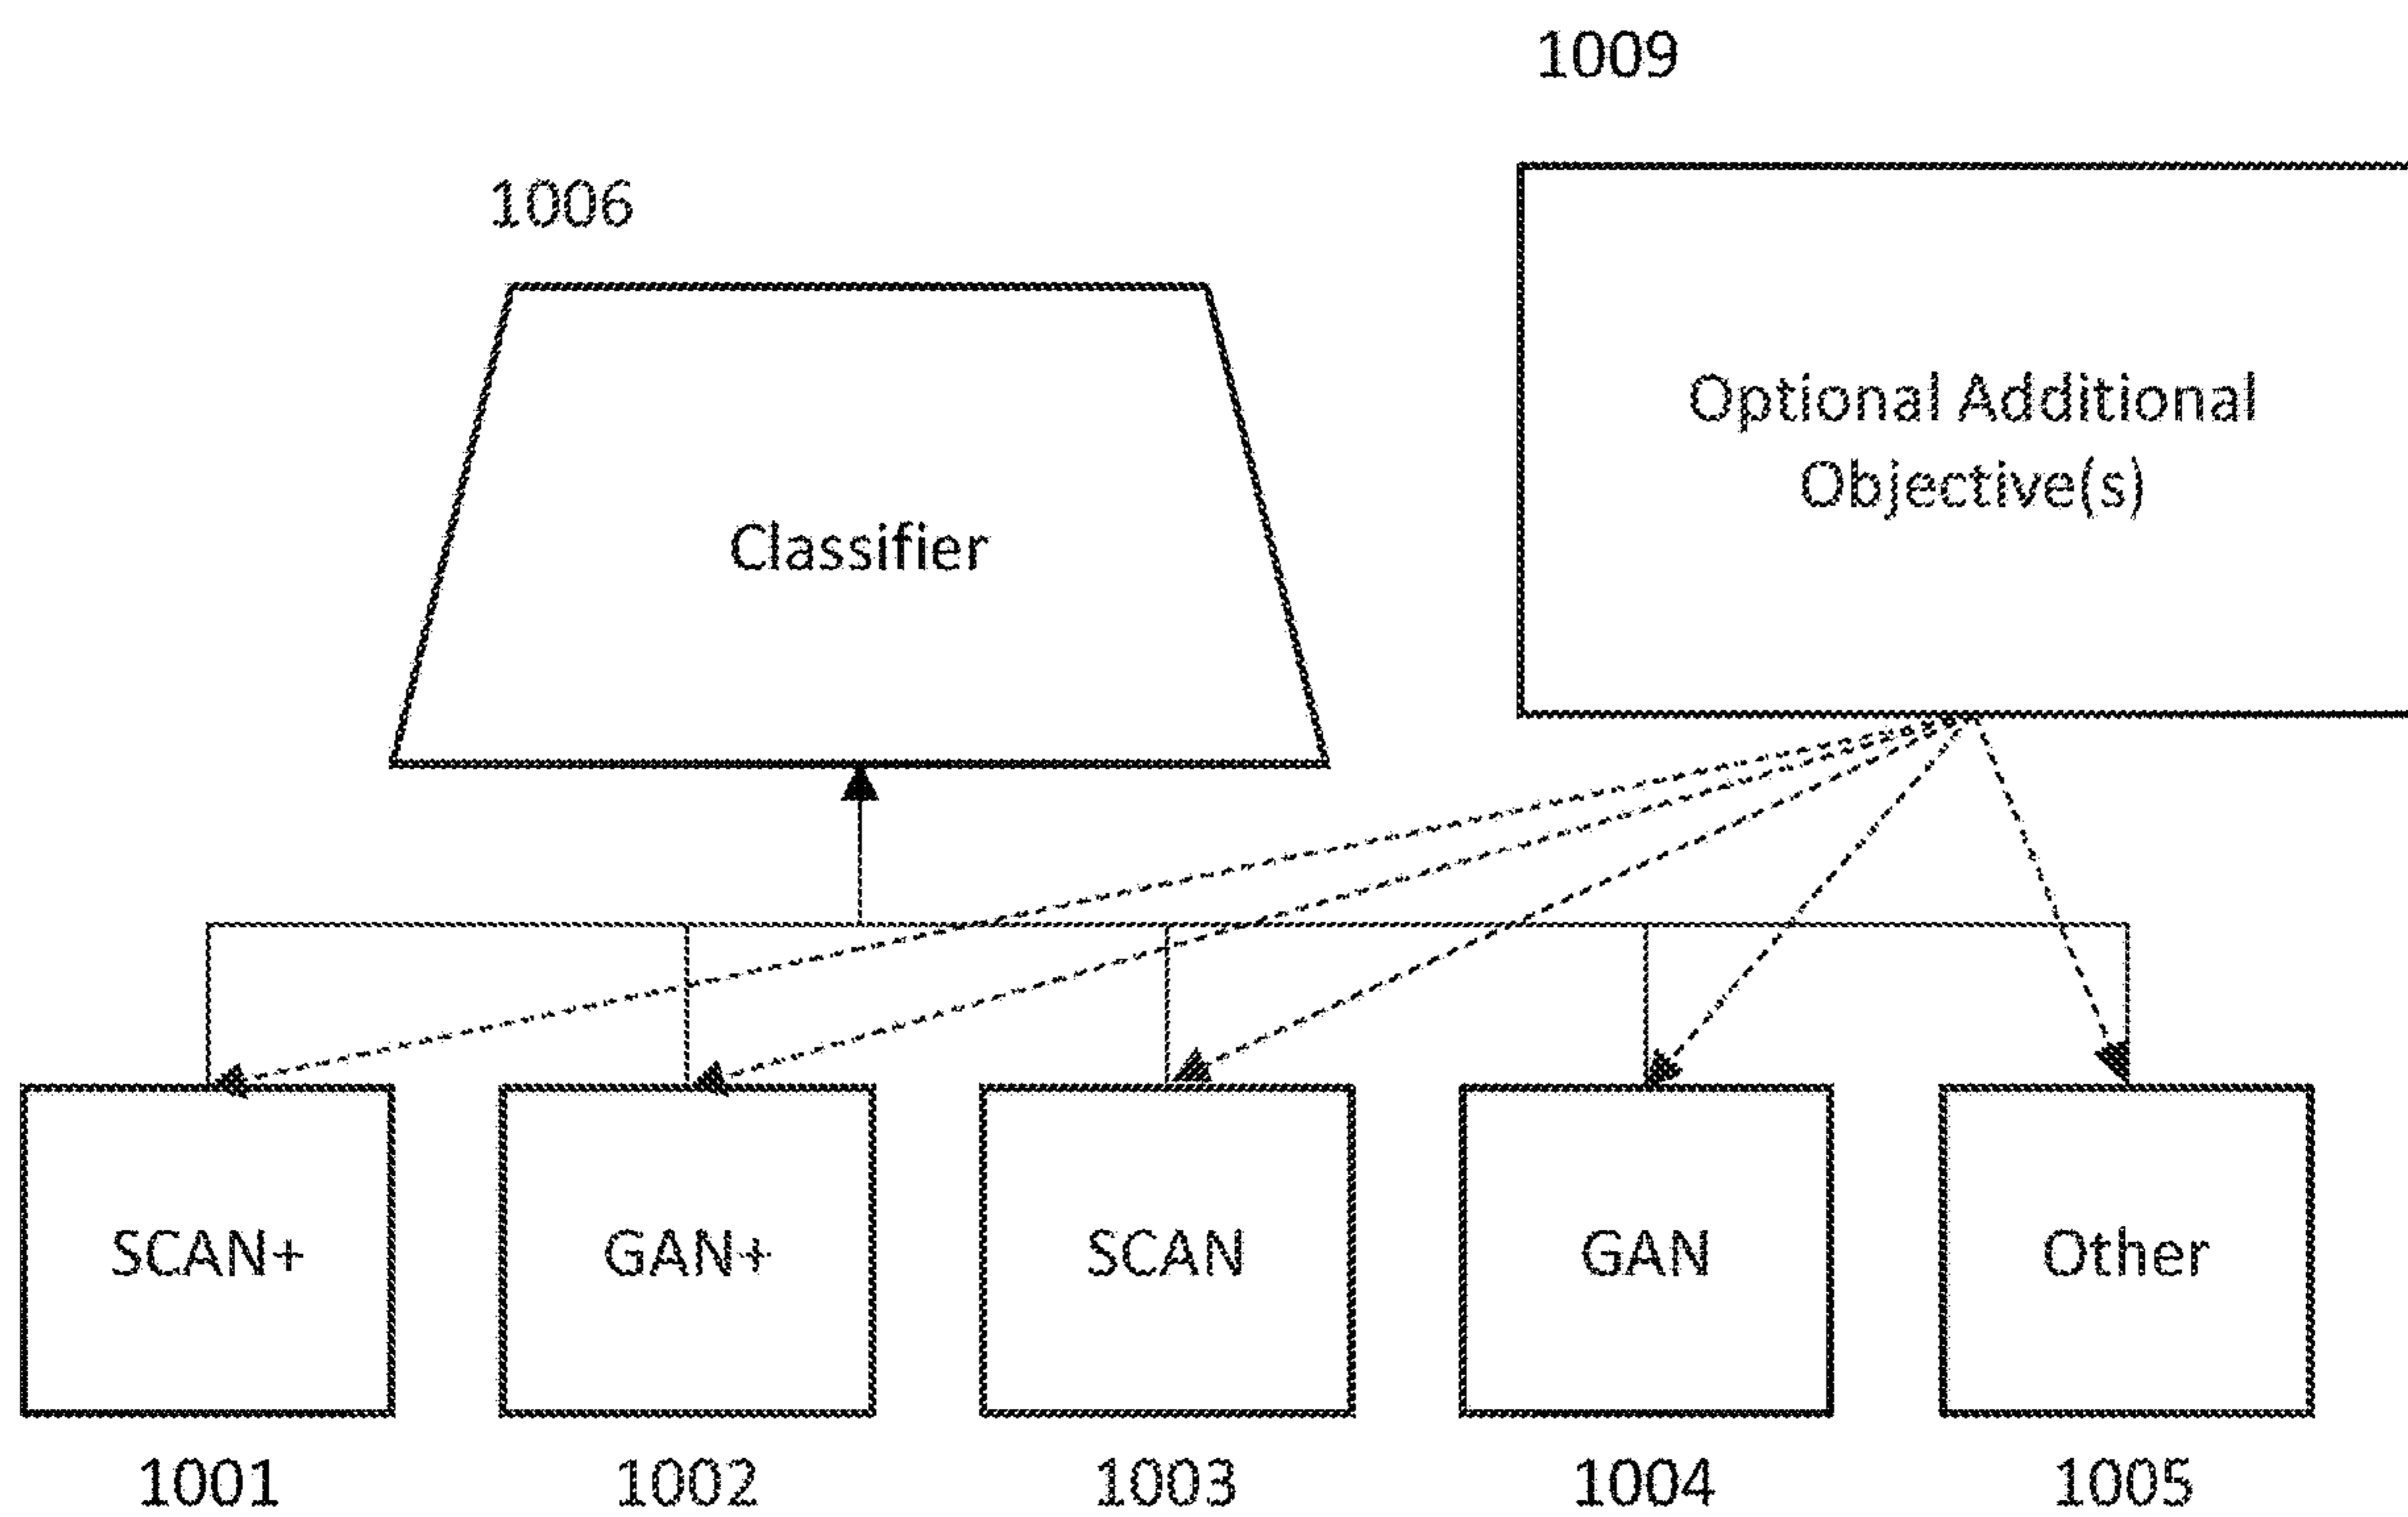 1009
1006
Optional Additional
Objective(s)
Classifier
SCAN+
GAN+
SCAN
GAN
Other
1001
1002
1003
1004
1005